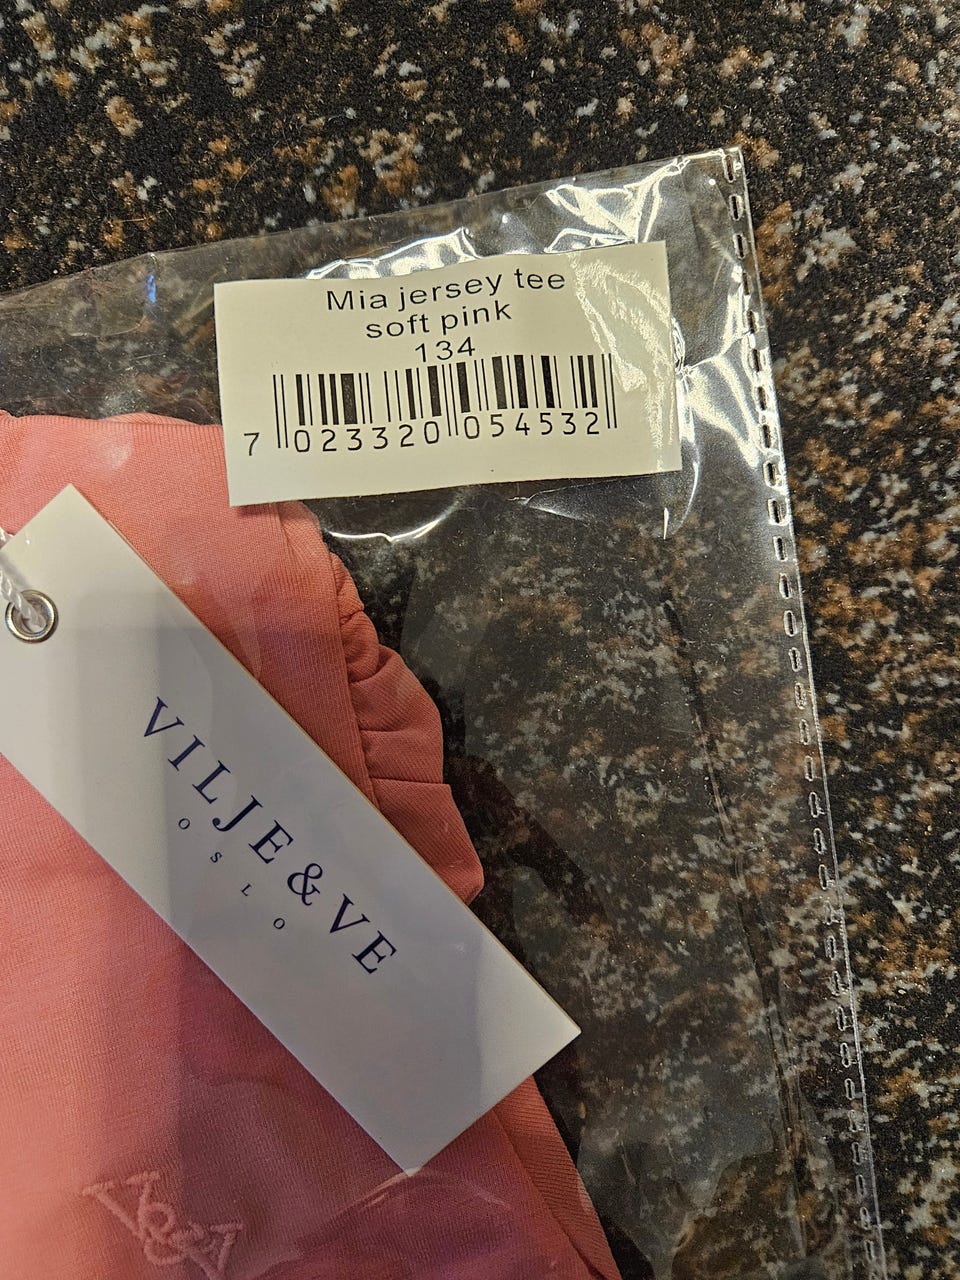 Mia jersey tee
soft pink
134
7 023320 054532
VILJE&VE
OSLO
V&V